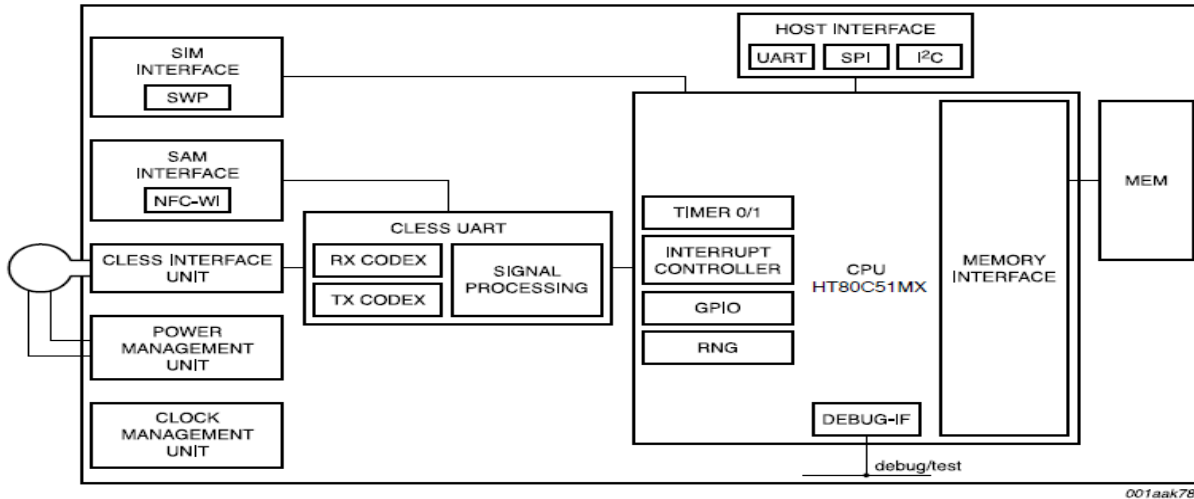 HOST INTERFACE
UART
SPI
I²C
SIM
INTERFACE
SWP
SAM
INTERFACE
NFC-WI
CLESS INTERFACE
UNIT
POWER
MANAGEMENT
UNIT
CLOCK
MANAGEMENT
UNIT
CLESS UART
RX CODEX
TX CODEX
SIGNAL
PROCESSING
TIMER 0/1
INTERRUPT
CONTROLLER
GPIO
RNG
CPU
HT80C51MX
DEBUG-IF
debug/test
MEMORY
INTERFACE
MEM
001aak78